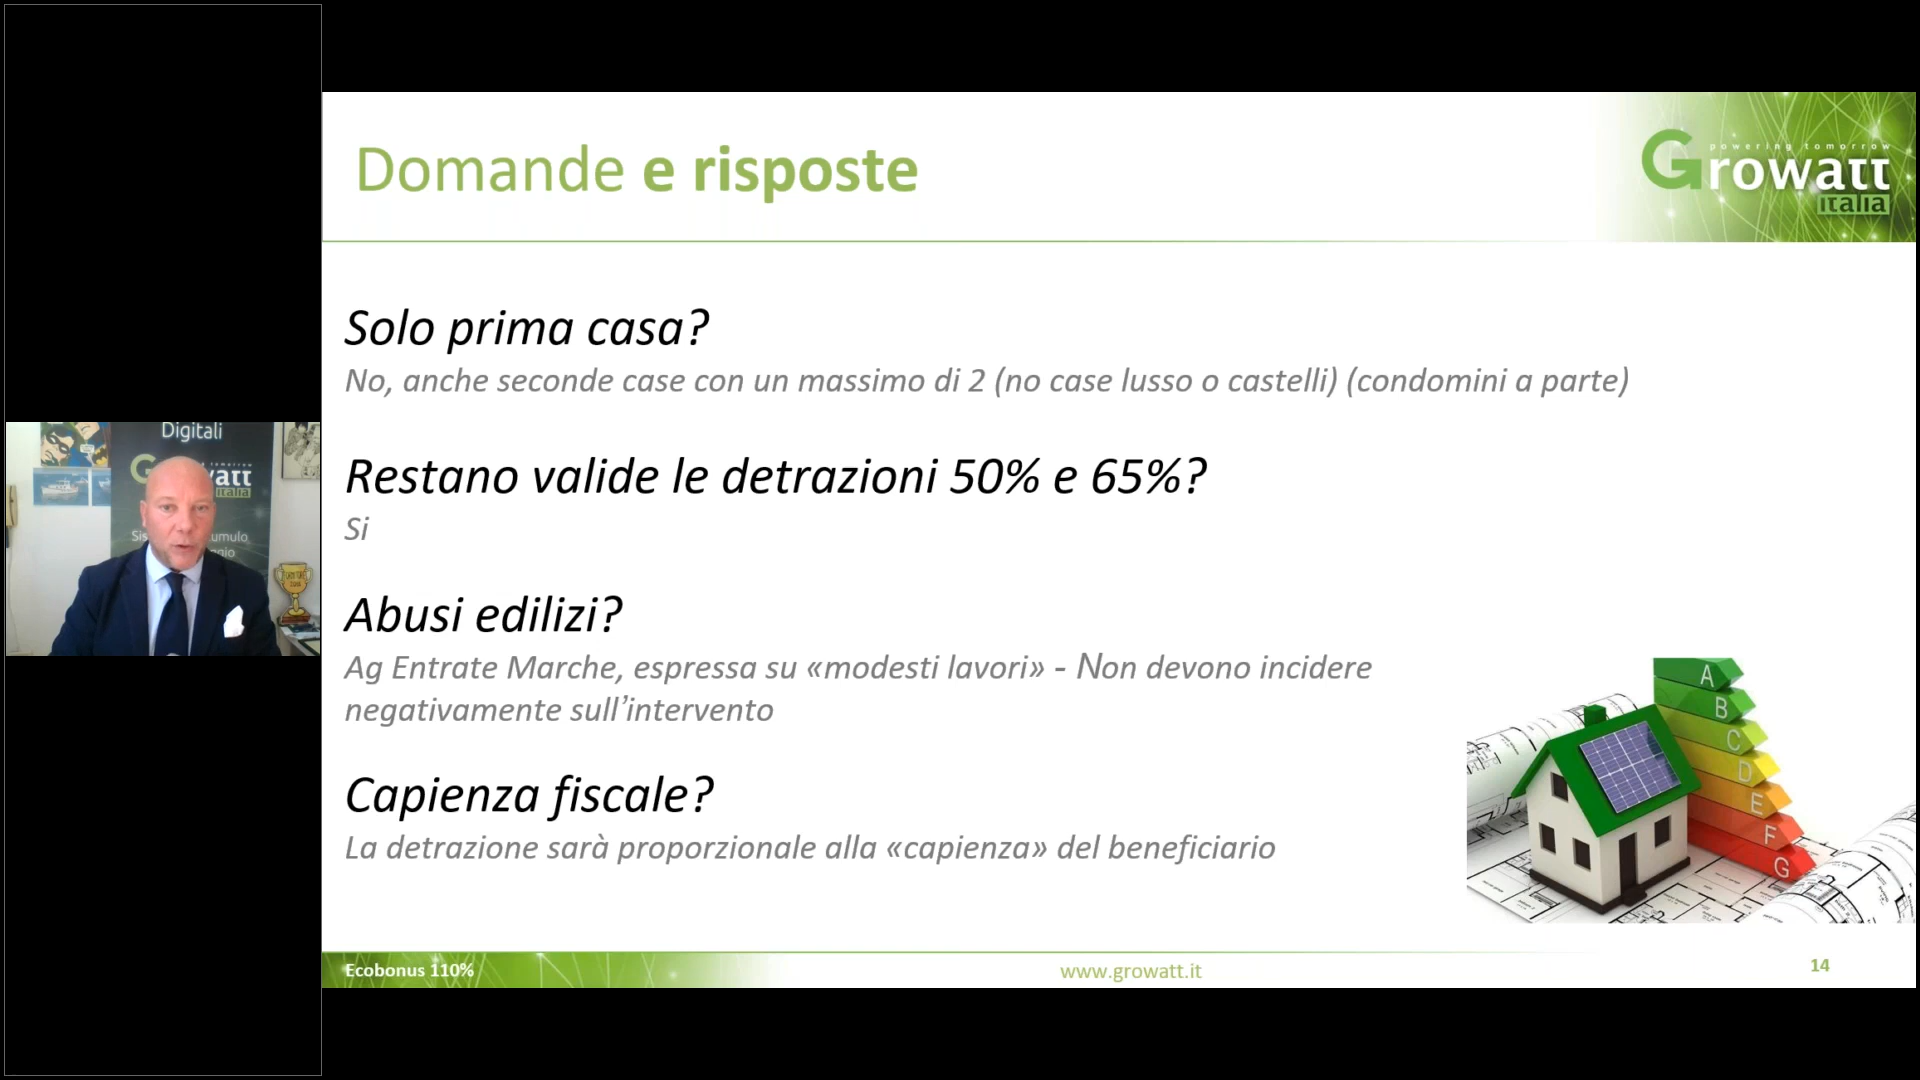 Domande e risposte
powering tomorrow
Growatt
italia
Solo prima casa?
No, anche seconde case con un massimo di 2 (no case lusso o castelli) (condomini a parte)
Restano valide le detrazioni 50% e 65%?
Si
Abusi edilizi?
Ag Entrate Marche, espressa su «modesti lavori» - Non devono incidere
negativamente sull’intervento
Capienza fiscale?
La detrazione sarà proporzionale alla «capienza» del beneficiario
A
B
C
D
E
F
G
Ecobonus 110%
www.growatt.it
14
Digitali
italia